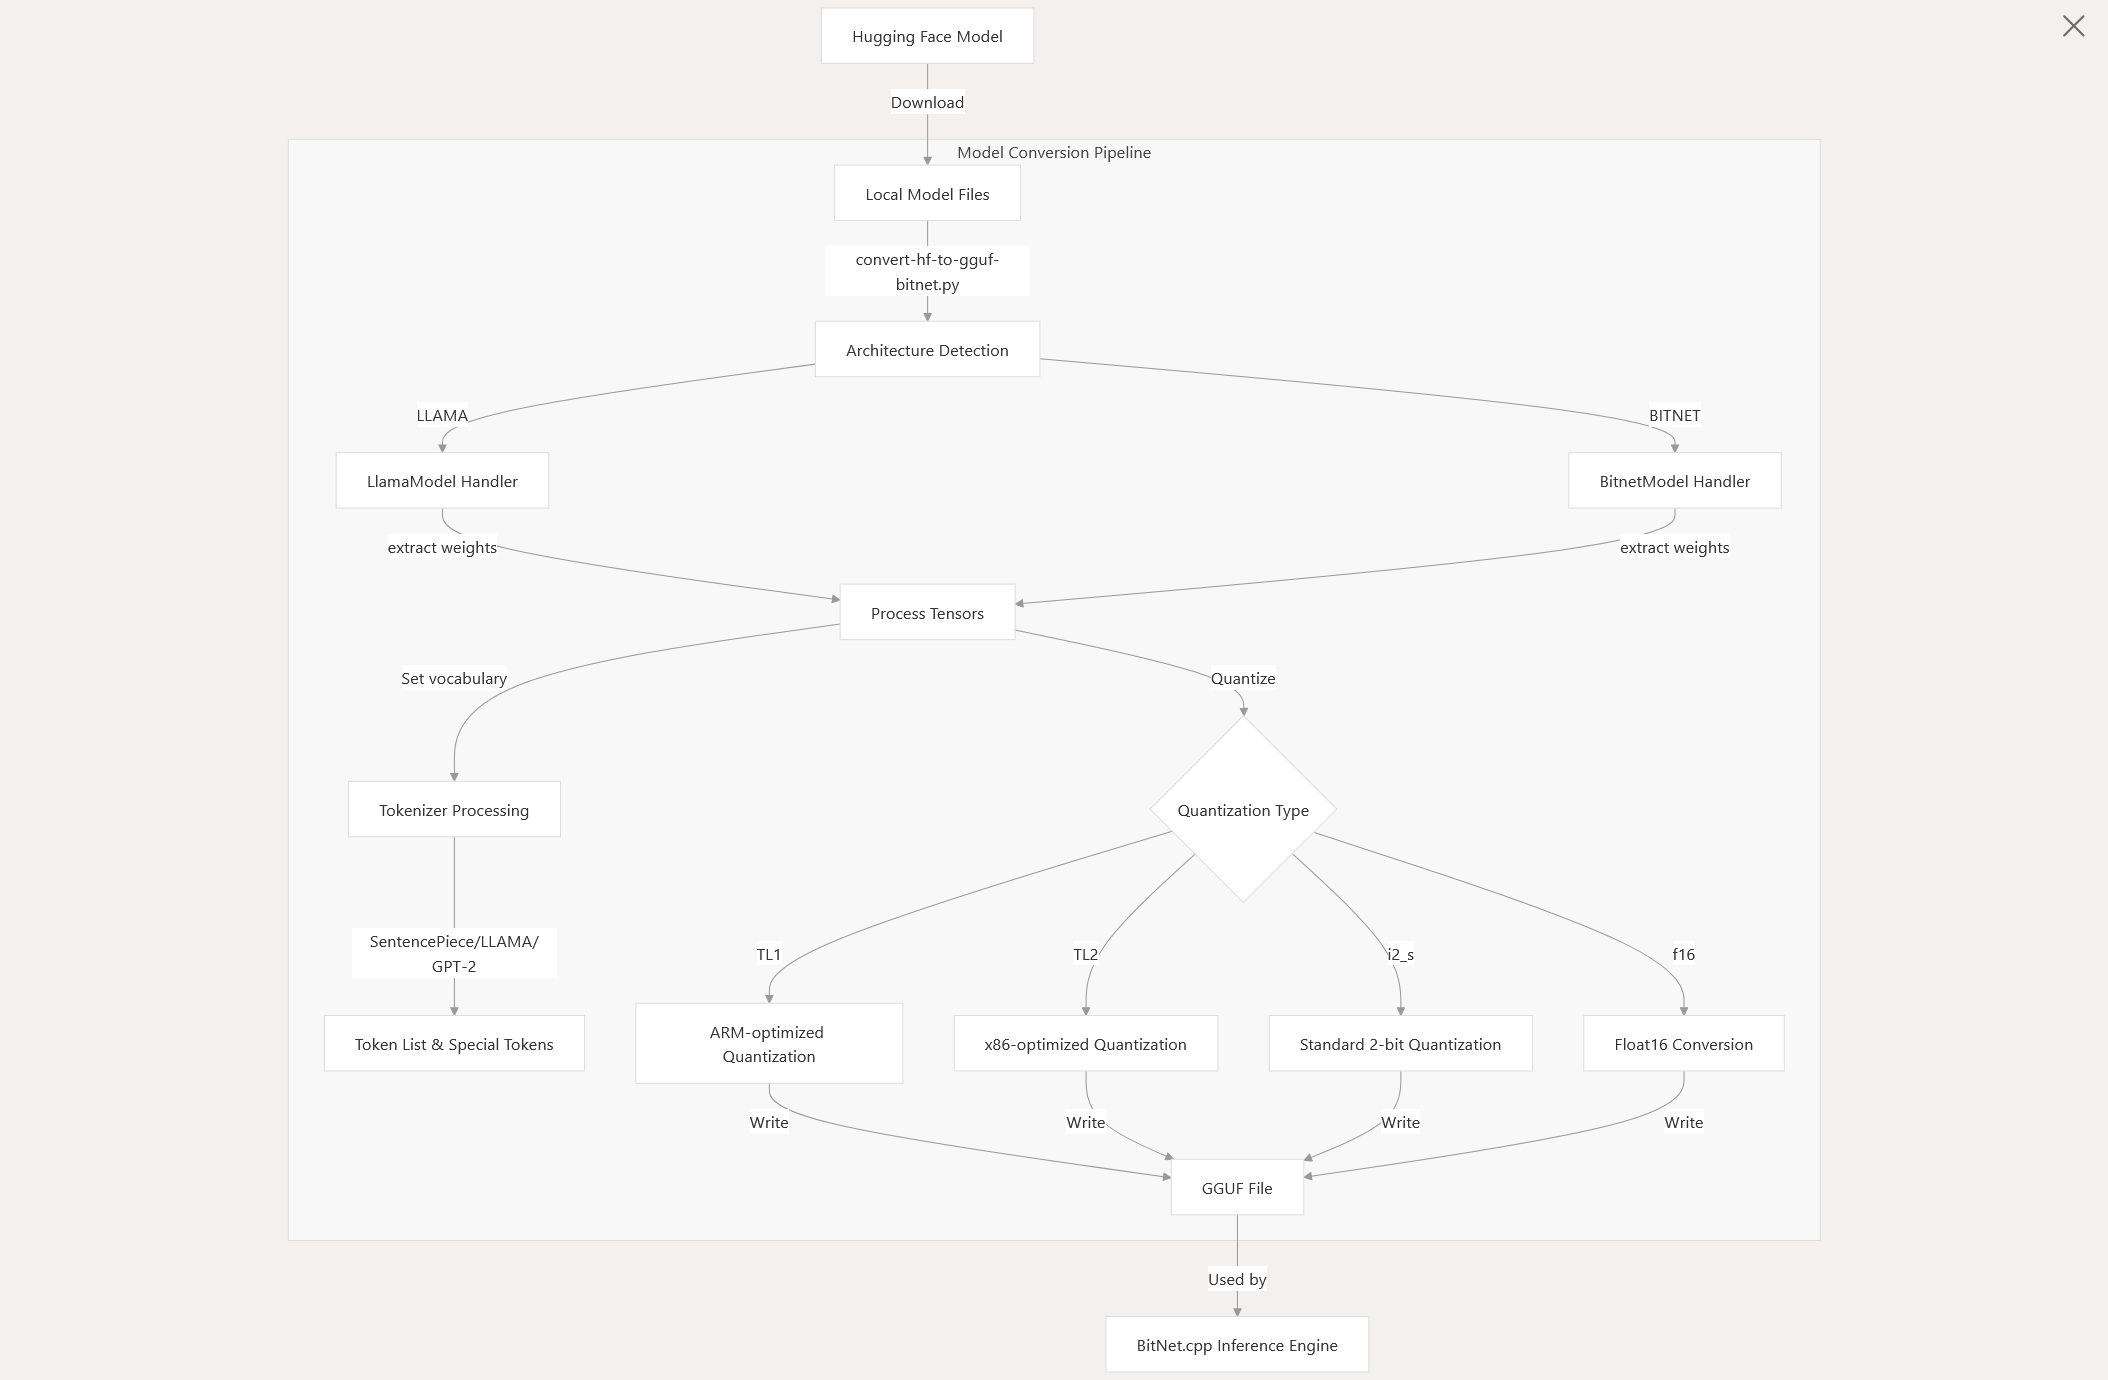 Hugging Face Model
Download
Model Conversion Pipeline
Local Model Files
convert-hf-to-gguf-
bitnet.py
Architecture Detection
LLAMA
BITNET
LlamaModel Handler
BitnetModel Handler
extract weights
extract weights
Process Tensors
Set vocabulary
Quantize
Tokenizer Processing
Quantization Type
SentencePiece/LLAMA/
GPT-2
TL1
TL2
i2_s
f16
Token List & Special Tokens
ARM-optimized
Quantization
x86-optimized Quantization
Standard 2-bit Quantization
Float16 Conversion
Write
Write
Write
Write
GGUF File
Used by
BitNet.cpp Inference Engine